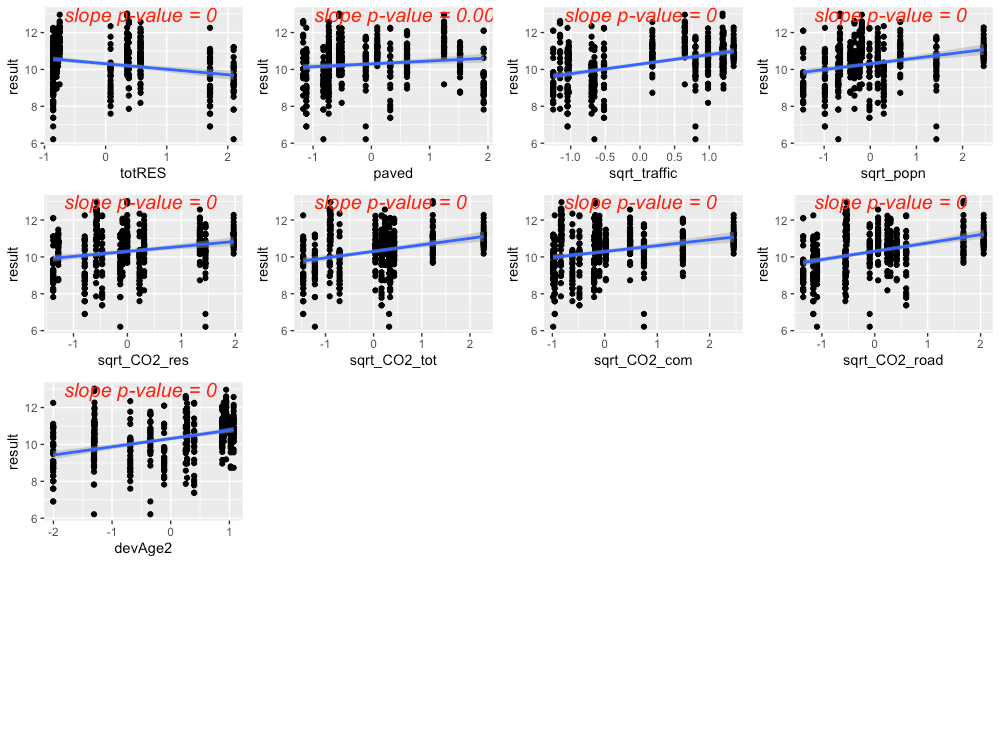 slope p-value = 0
slope p-value = 0.00
slope p-value = 0
slope p-value = 0
result
12
10
8
6
-1
0
1
2
totRES
result
12
10
8
6
-1
0
1
2
paved
result
12
10
8
6
-1.0
-0.5
0.0
0.5
1.0
sqrt_traffic
result
12
10
8
6
-1
0
1
2
sqrt_popn
slope p-value = 0
slope p-value = 0
slope p-value = 0
slope p-value = 0
result
12
10
8
6
-1
0
1
2
sqrt_CO2_res
result
12
10
8
6
-1
0
1
2
sqrt_CO2_tot
result
12
10
8
6
-1
0
1
2
sqrt_CO2_com
result
12
10
8
6
-1
0
1
2
sqrt_CO2_road
slope p-value = 0
result
12
10
8
6
-2
-1
0
1
devAge2